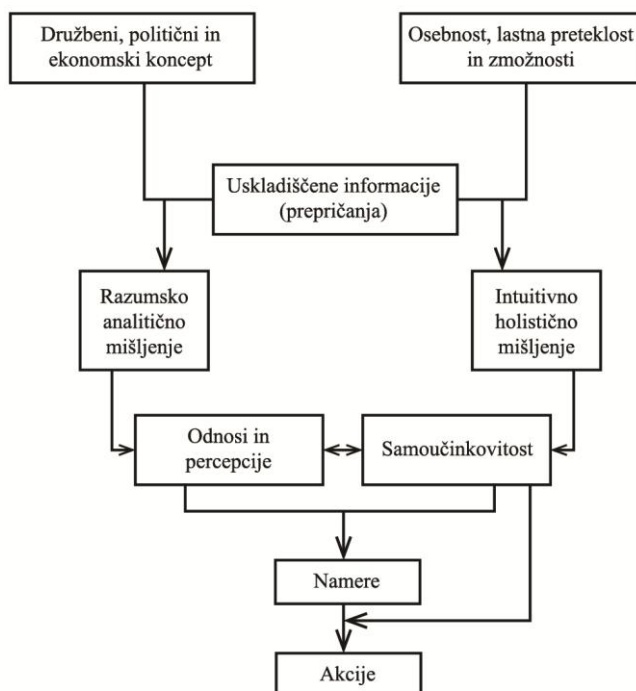 Družbeni, politični in
ekonomski koncept
Osebnost, lastna preteklost
in zmožnosti
Uskladiščene informacije
(prepričanja)
Razumsko
analitično
mišljenje
Intuitivno
holistično
mišljenje
Odnosi in
percepcije
Samoučinkovitost
Namere
Akcije